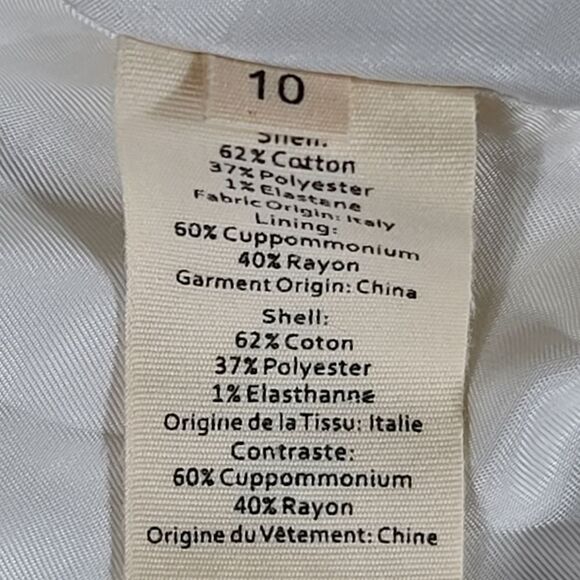 10
Shell:
62% Cotton
37% Polyester
1% Elastane
Fabric Origin: Italy
Lining:
60% Cuppommonium
40% Rayon
Garment Origin: China
Shell:
62% Coton
37% Polyester
1% Elasthanne
Origine de la Tissu: Italie
Contraste:
60% Cuppommonium
40% Rayon
Origine du Vêtement: Chine